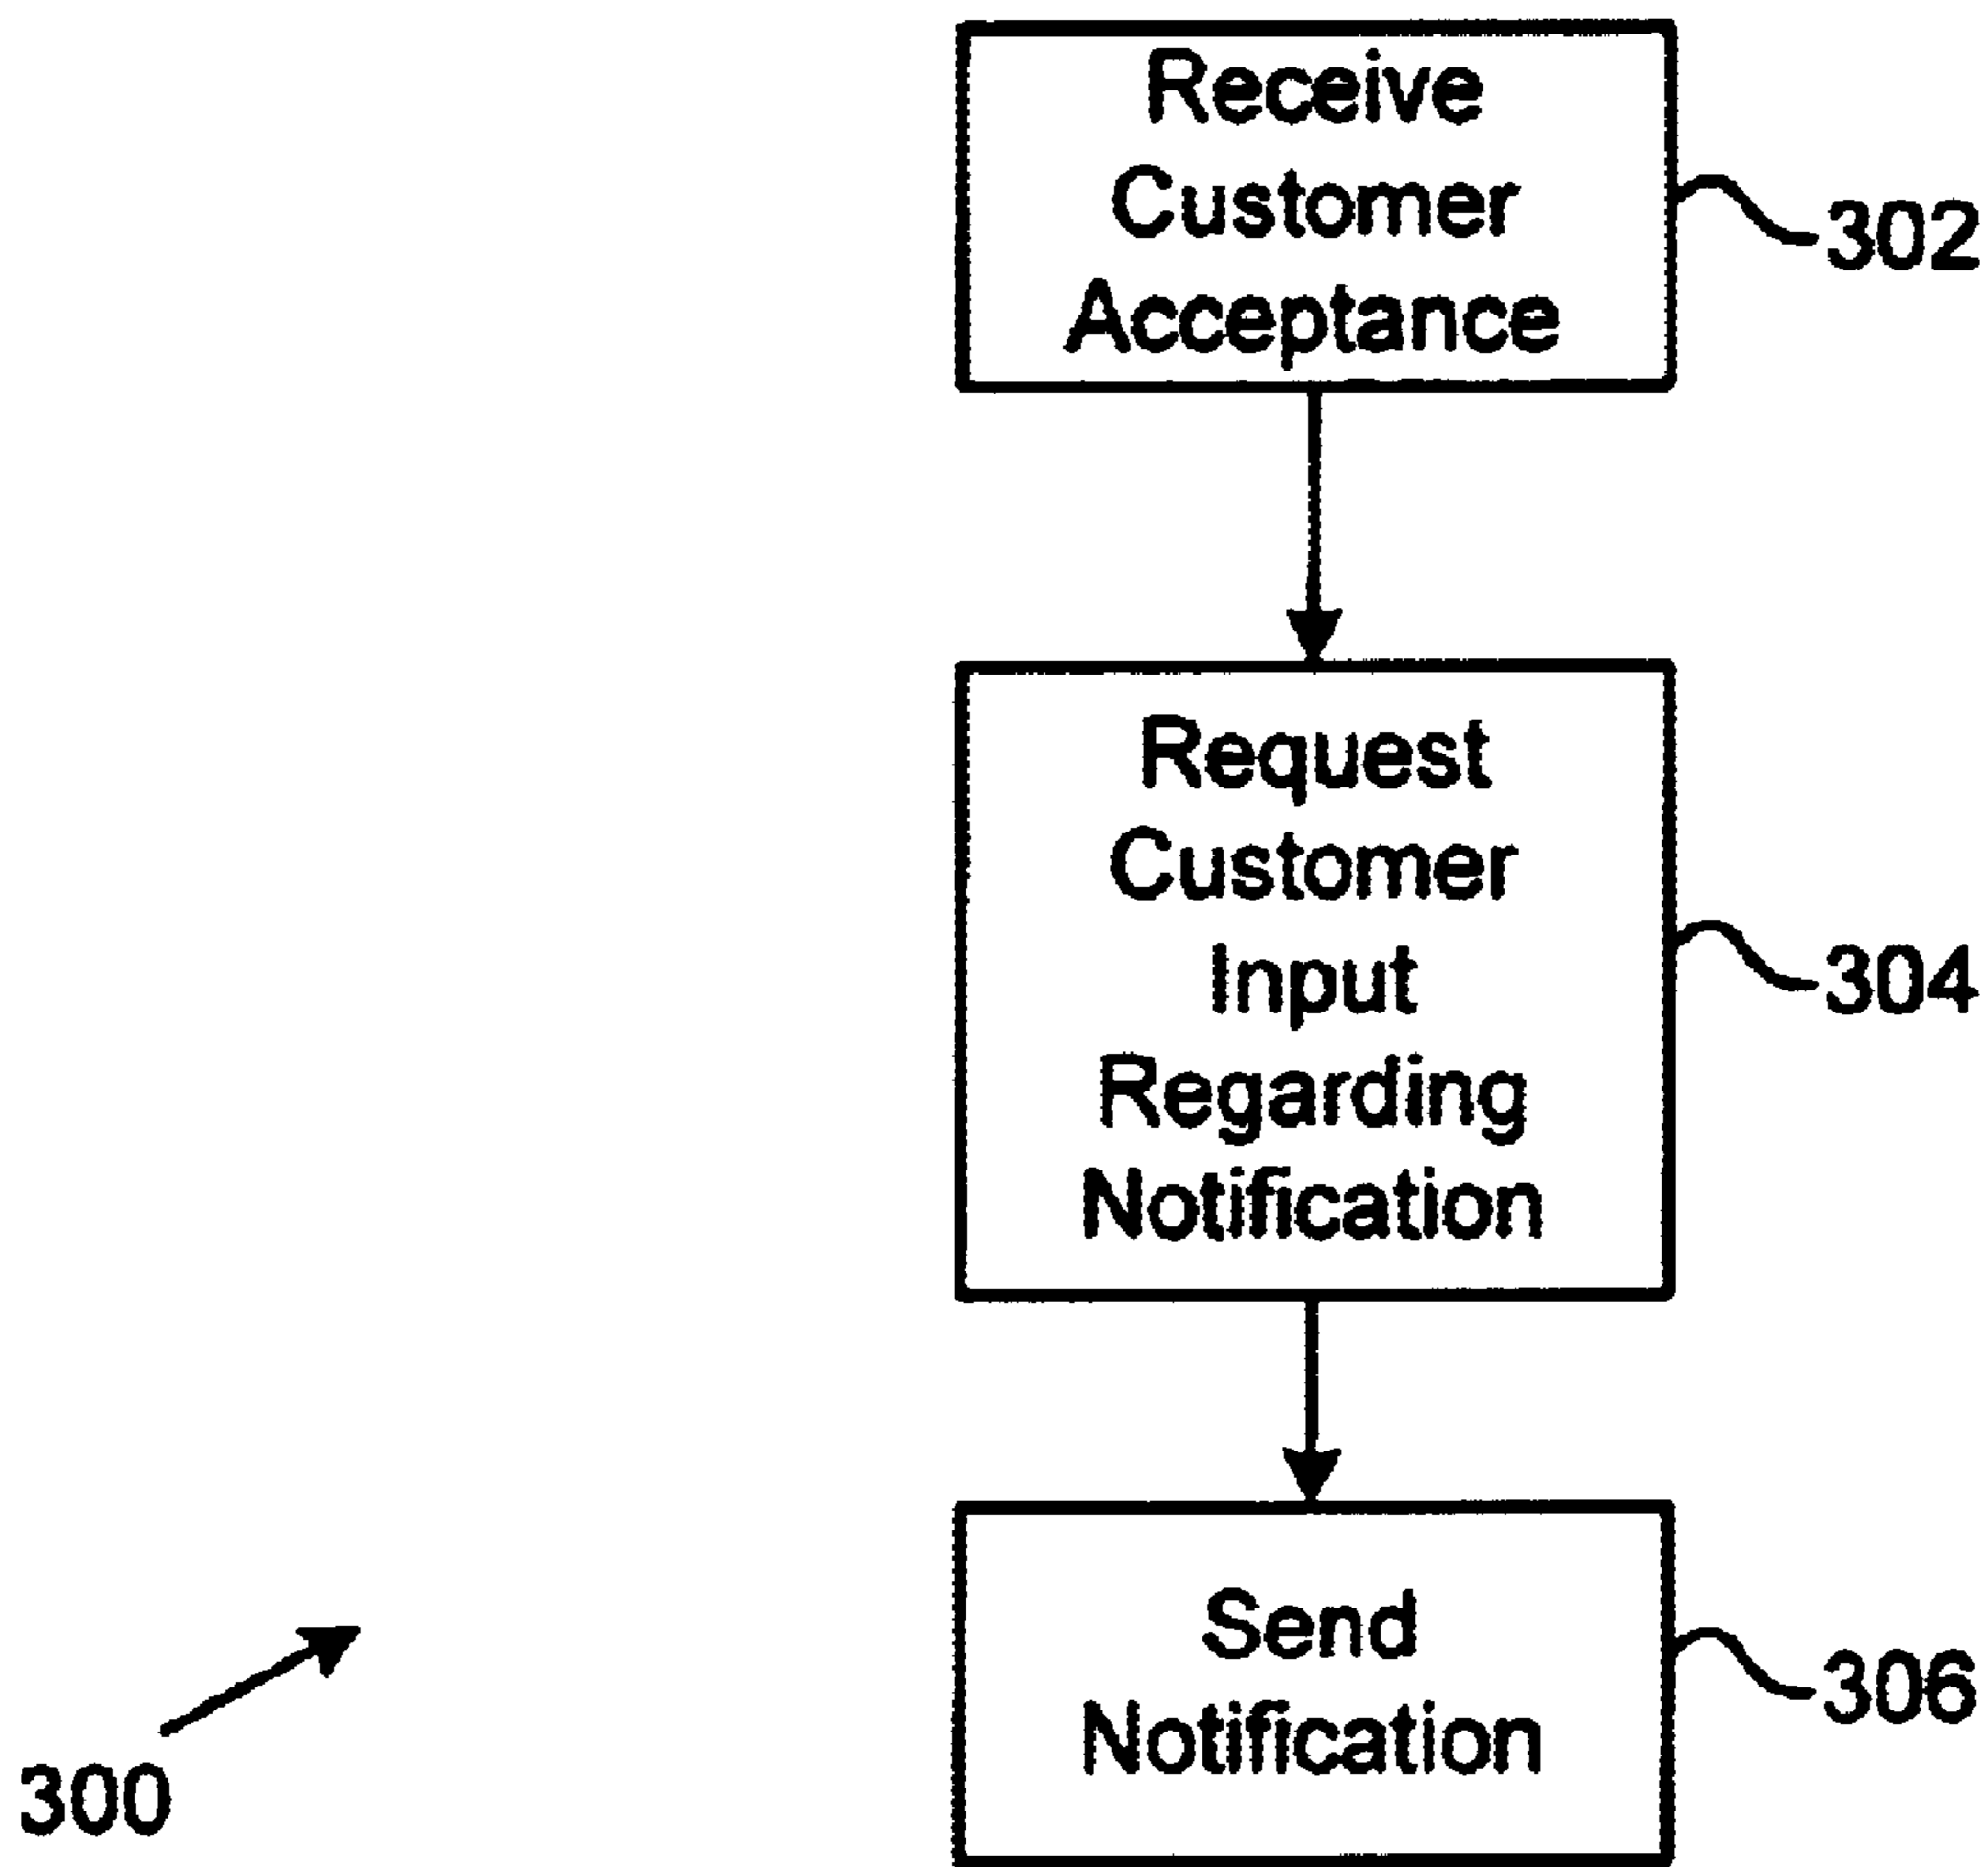 Receive
Customer
Acceptance
302
Request
Customer
Input
Regarding
Notification
304
Send
Notification
306
300